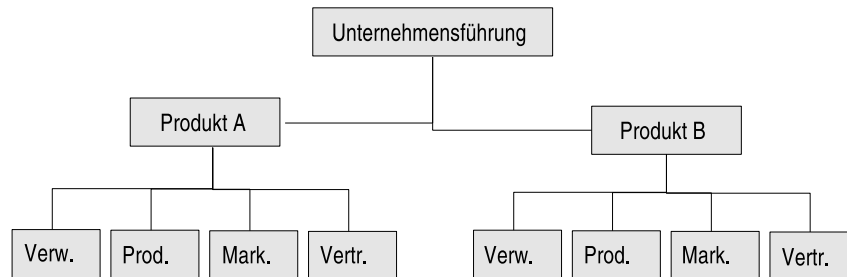 Unternehmensführung
Produkt A
Produkt B
Verw.
Prod.
Mark.
Vertr.
Verw.
Prod.
Mark.
Vertr.